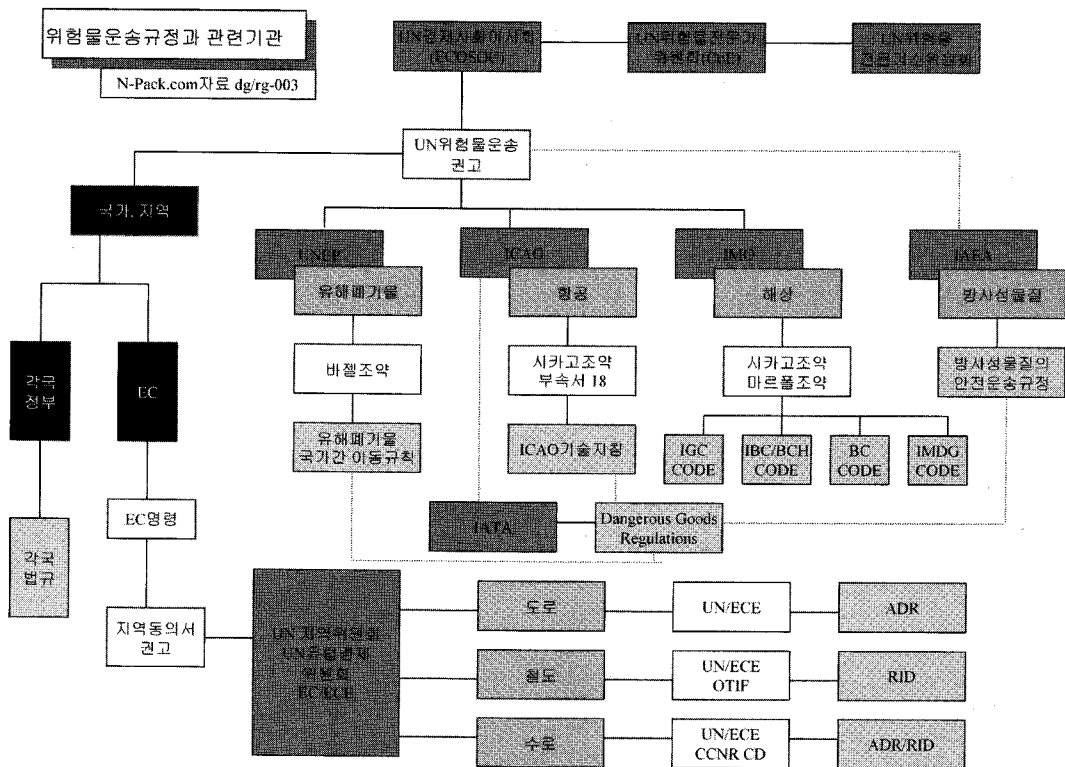 위험물운송규정과 관련기관
N-Pack.com자료 dg/rg-003
UN경제사회이사회
(ECOSOC)
UN위험물전문가
위원회(CoE)
UN위험물
전문가소위원회
UN위험물운송
권고
국가, 지역
UNEP
유해폐기물
ICAO
항공
IMO
해상
IAEA
방사성물질
각국
정부
EC
바젤조약
시카고조약
부속서 18
시카고조약
마르폴조약
방사성물질의
안전운송규정
유해폐기물
국가간 이동규칙
ICAO기술지침
IGC
CODE
IBC/BCH
CODE
BC
CODE
IMDG
CODE
EC명령
IATA
Dangerous Goods
Regulations
각국
법규
지역동의서
권고
UN 지역위원회
UN유럽경제
위원회
EC ECE
도로
UN/ECE
ADR
철도
UN/ECE
OTIF
RID
수로
UN/ECE
CCNR CD
ADR/RID